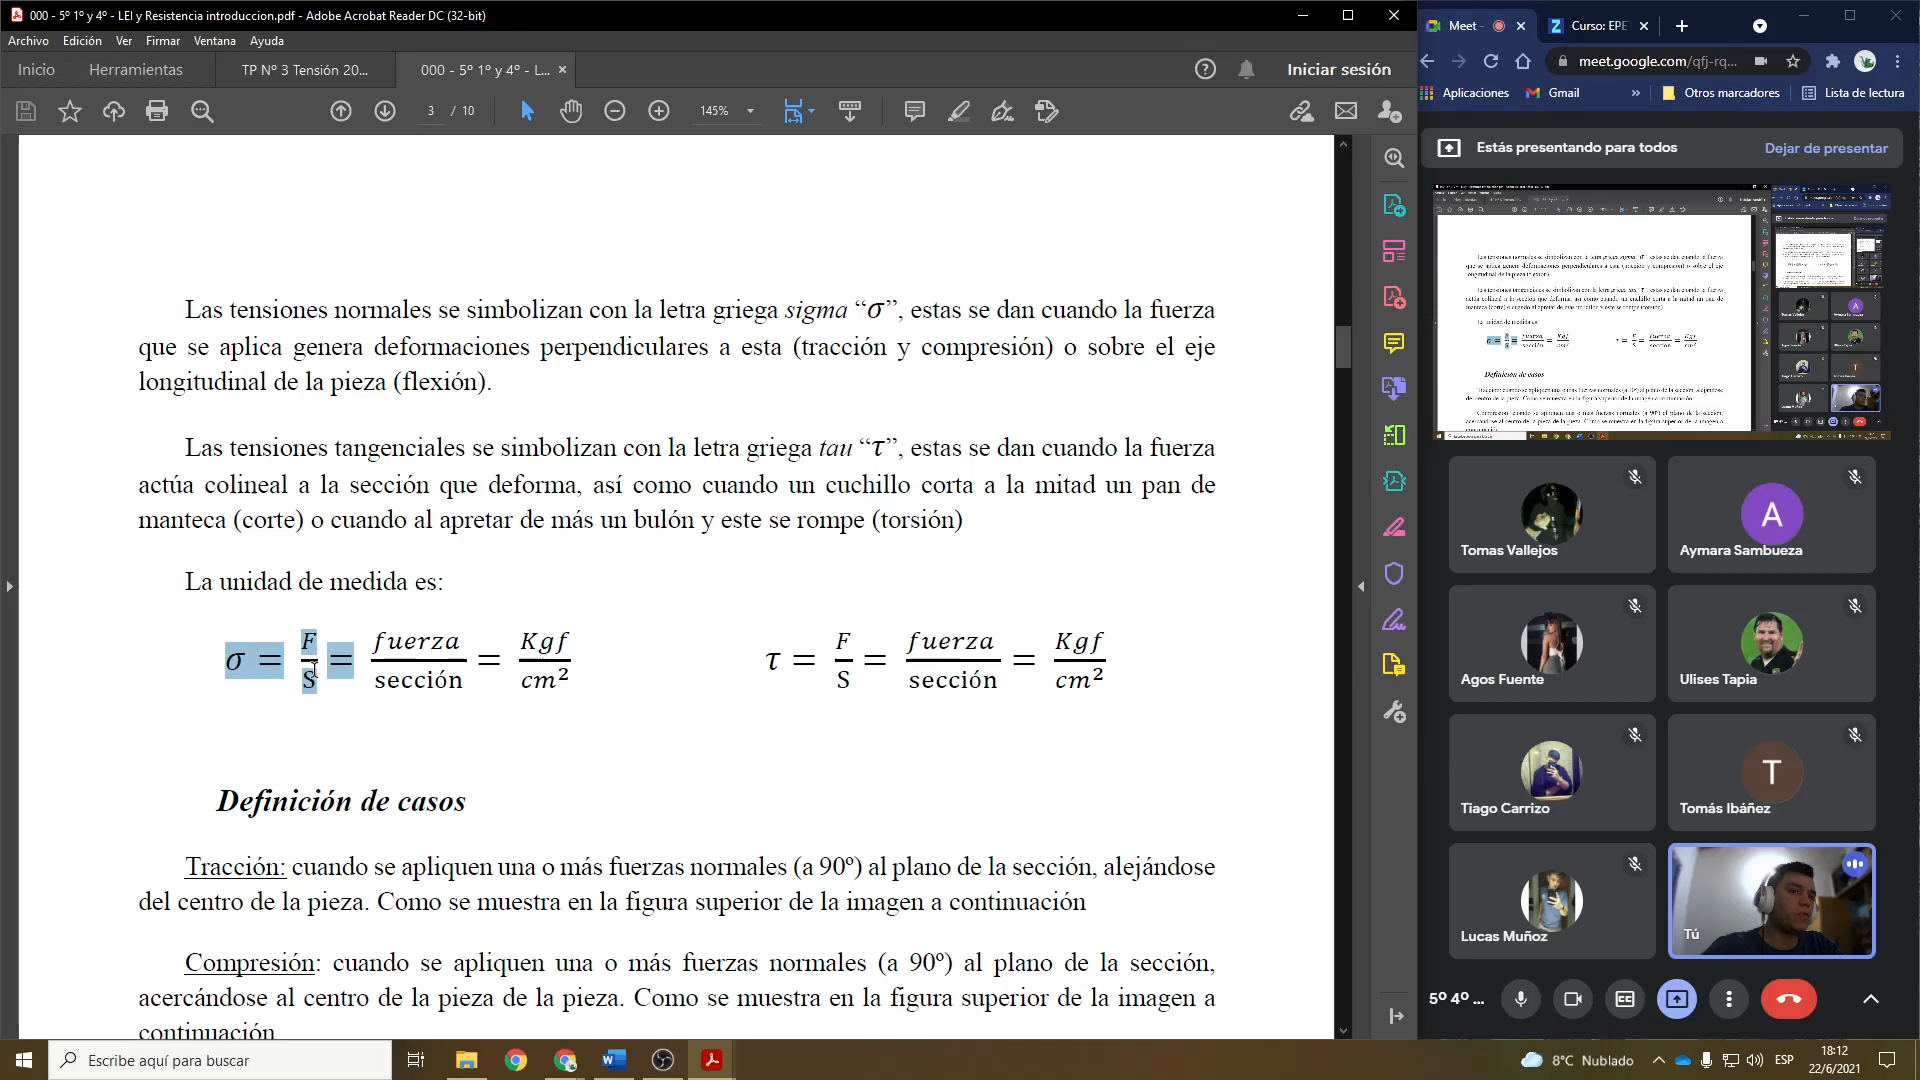 000 - 5º 1º y 4º - LEI y Resistencia introduccion.pdf - Adobe Acrobat Reader DC (32-bit)
Archivo Edición Ver Firmar Ventana Ayuda
Inicio Herramientas TP Nº 3 Tensión 20... 000 - 5º 1º y 4º - L... Iniciar sesión
3 / 10 145%
Las tensiones normales se simbolizan con la letra griega sigma “σ”, estas se dan cuando la fuerza
que se aplica genera deformaciones perpendiculares a esta (tracción y compresión) o sobre el eje
longitudinal de la pieza (flexión).
Las tensiones tangenciales se simbolizan con la letra griega tau “τ”, estas se dan cuando la fuerza
actúa colineal a la sección que deforma, así como cuando un cuchillo corta a la mitad un pan de
manteca (corte) o cuando al apretar de más un bulón y este se rompe (torsión)
La unidad de medida es:
σ = F/S = fuerza/sección = Kgf/cm² τ = F/S = fuerza/sección = Kgf/cm²
Definición de casos
Tracción: cuando se apliquen una o más fuerzas normales (a 90º) al plano de la sección, alejándose
del centro de la pieza. Como se muestra en la figura superior de la imagen a continuación
Compresión: cuando se apliquen una o más fuerzas normales (a 90º) al plano de la sección,
acercándose al centro de la pieza de la pieza. Como se muestra en la figura superior de la imagen a
continuación
Meet - Curso: EPE
meet.google.com/qfj-rq...
Aplicaciones Gmail » Otros marcadores Lista de lectura
Estás presentando para todos Dejar de presentar
Tomas Vallejos
A
Aymara Sambueza
Agos Fuente
Ulises Tapia
Tiago Carrizo
T
Tomás Ibáñez
Lucas Muñoz
Tú
5º 4º ...
Escribe aquí para buscar
8°C Nublado ESP 18:12
22/6/2021